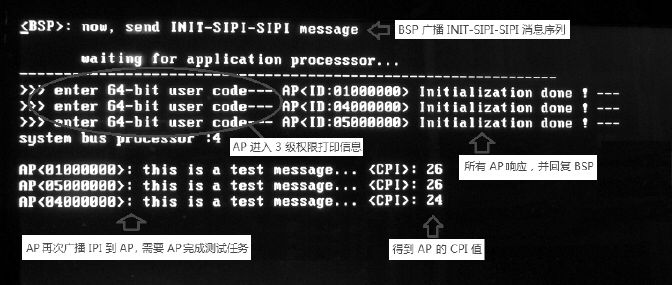 <BSP>: now, send INIT-SIPI-SIPI message
BSP 广播 INIT-SIPI-SIPI 消息序列
waiting for application processsor...
--------------------------------------------------------------------------------
>>> enter 64-bit user code--- AP<ID:01000000> Initialization done ! ---
>>> enter 64-bit user code--- AP<ID:04000000> Initialization done ! ---
>>> enter 64-bit user code--- AP<ID:05000000> Initialization done ! ---
system bus processor :4
AP 进入 3 级权限打印信息
所有 AP 响应，并回复 BSP
AP<01000000>: this is a test message... <CPI>: 26
AP<05000000>: this is a test message... <CPI>: 26
AP<04000000>: this is a test message... <CPI>: 24
AP 再次广播 IPI 到 AP，需要 AP 完成测试任务
得到 AP 的 CPI 值